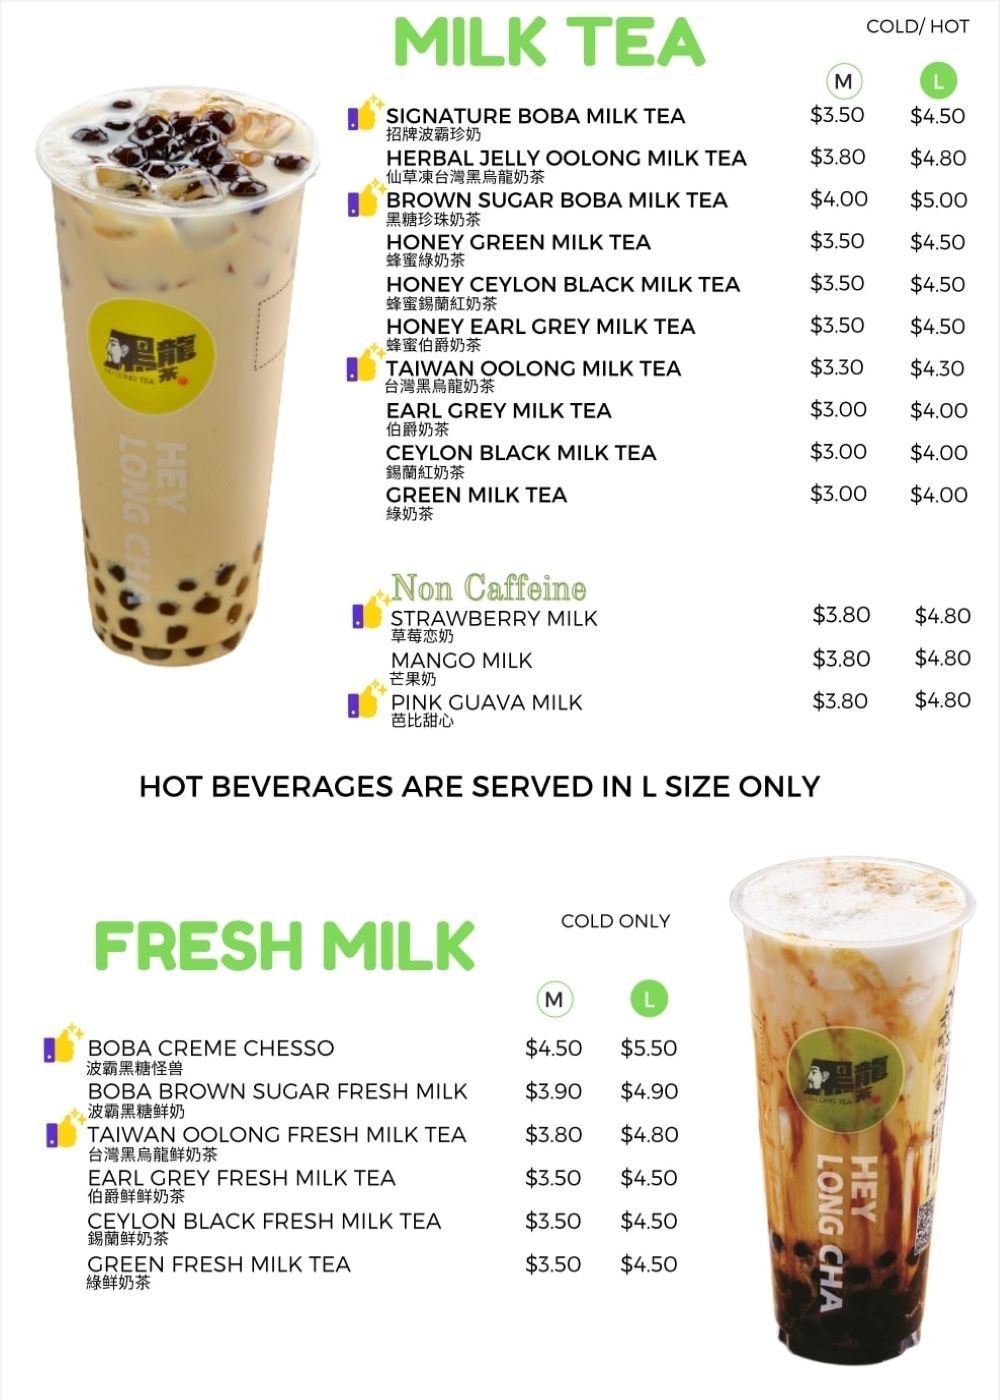 MILK TEA
COLD/ HOT
M L
SIGNATURE BOBA MILK TEA $3.50 $4.50
招牌波霸珍奶
HERBAL JELLY OOLONG MILK TEA $3.80 $4.80
仙草凍台灣黑烏龍奶茶
BROWN SUGAR BOBA MILK TEA $4.00 $5.00
黑糖珍珠奶茶
HONEY GREEN MILK TEA $3.50 $4.50
蜂蜜綠奶茶
HONEY CEYLON BLACK MILK TEA $3.50 $4.50
蜂蜜錫蘭紅奶茶
HONEY EARL GREY MILK TEA $3.50 $4.50
蜂蜜伯爵奶茶
TAIWAN OOLONG MILK TEA $3.30 $4.30
台灣黑烏龍奶茶
EARL GREY MILK TEA $3.00 $4.00
伯爵奶茶
CEYLON BLACK MILK TEA $3.00 $4.00
錫蘭紅奶茶
GREEN MILK TEA $3.00 $4.00
綠奶茶
黑龍茶
HEY
LONG CHA
Non Caffeine
STRAWBERRY MILK $3.80 $4.80
草莓恋奶
MANGO MILK $3.80 $4.80
芒果奶
PINK GUAVA MILK $3.80 $4.80
芭比甜心
HOT BEVERAGES ARE SERVED IN L SIZE ONLY
FRESH MILK
COLD ONLY
M L
BOBA CREME CHESSO $4.50 $5.50
波霸黑糖怪兽
BOBA BROWN SUGAR FRESH MILK $3.90 $4.90
波霸黑糖鮮奶
TAIWAN OOLONG FRESH MILK TEA $3.80 $4.80
台灣黑烏龍鮮奶茶
EARL GREY FRESH MILK TEA $3.50 $4.50
伯爵鮮鮮奶茶
CEYLON BLACK FRESH MILK TEA $3.50 $4.50
錫蘭鮮奶茶
GREEN FRESH MILK TEA $3.50 $4.50
綠鮮奶茶
黑龍茶
HEY
LONG CHA